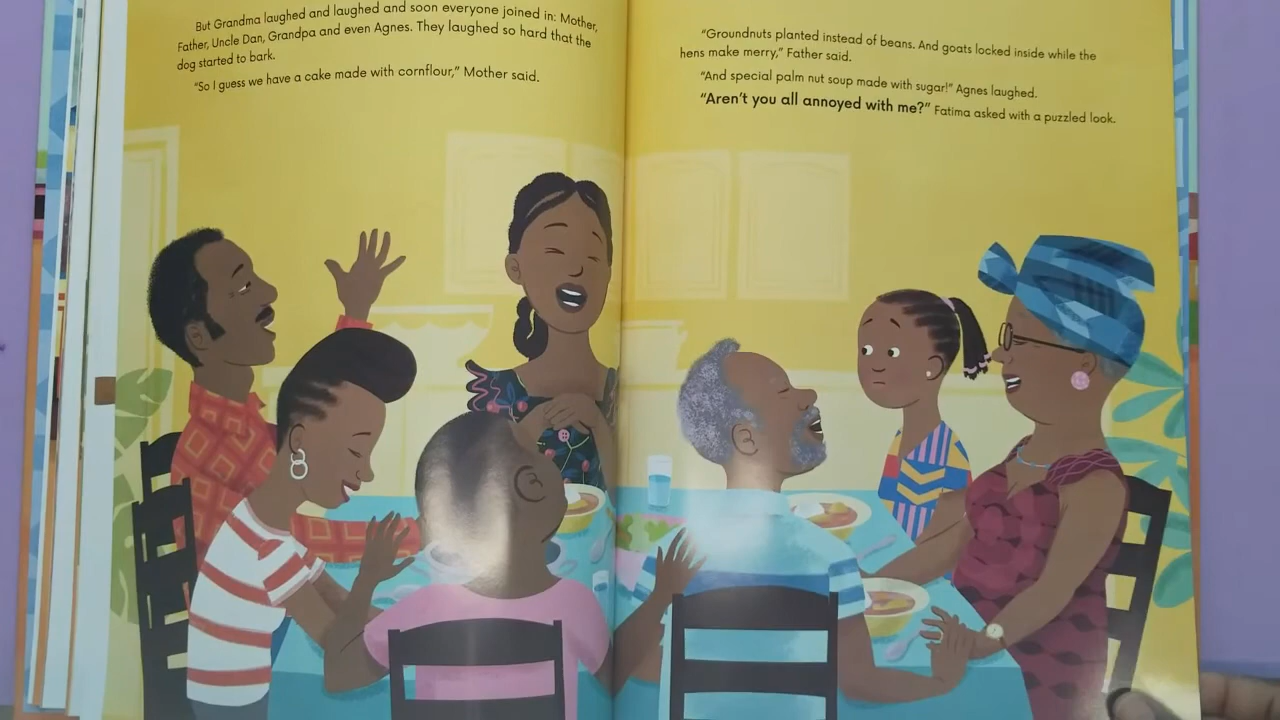 But Grandma laughed and laughed and soon everyone joined in: Mother,
Father, Uncle Dan, Grandpa and even Agnes. They laughed so hard that the
dog started to bark.
“So I guess we have a cake made with cornflour,” Mother said.
“Groundnuts planted instead of beans. And goats locked inside while the
hens make merry,” Father said.
“And special palm nut soup made with sugar!” Agnes laughed.
“Aren’t you all annoyed with me?” Fatima asked with a puzzled look.